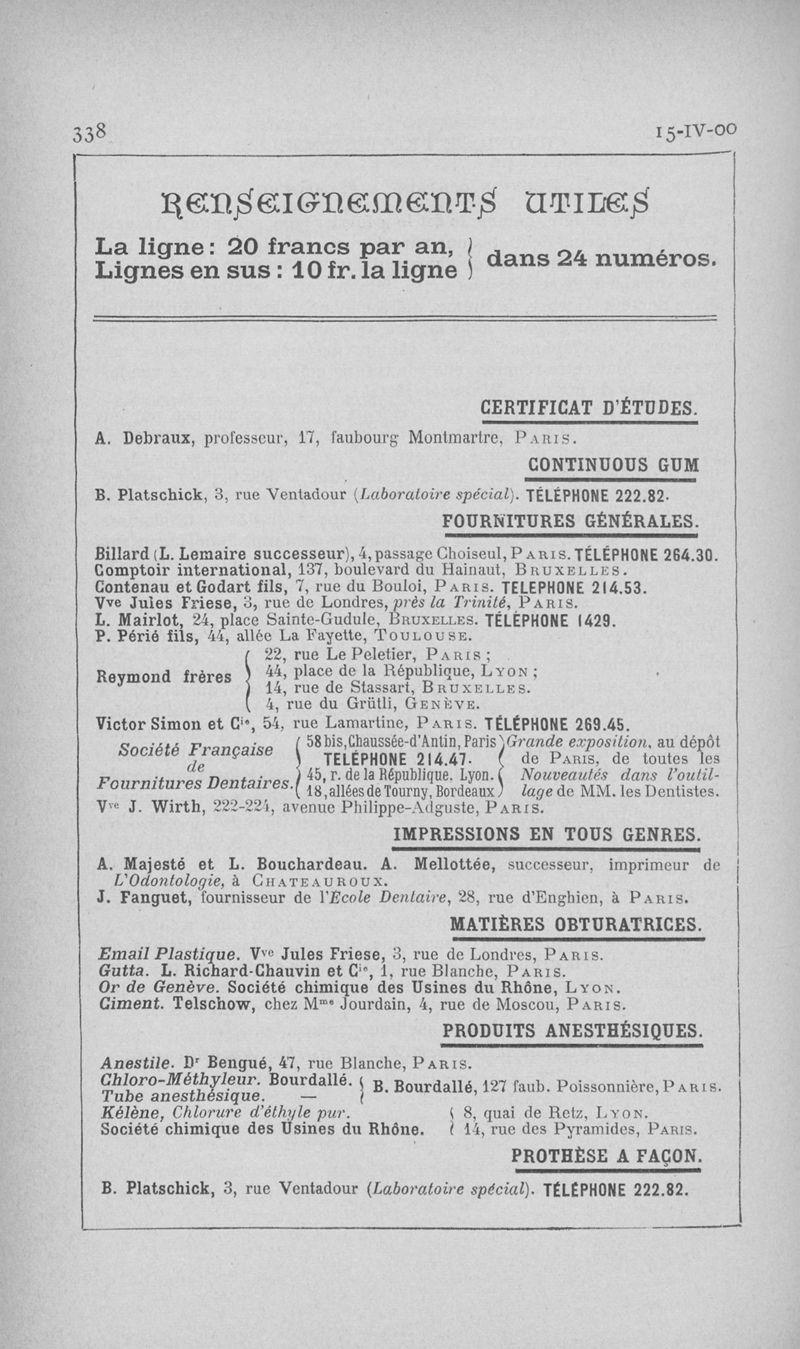 338
15-IV-00
Renseignements utiles
La ligne : 20 francs par an, } dans 24 numéros.
Lignes en sus : 10 fr. la ligne
CERTIFICAT D'ÉTUDES.
A. Debraux, professeur, 17, faubourg Montmartre, PARIS.
CONTINUOUS GUM
B. Platschick, 3, rue Ventadour (Laboratoire spécial). TÉLÉPHONE 222.82.
FOURNITURES GÉNÉRALES.
Billard (L. Lemaire successeur), 4, passage Choiseul, PARIS. TÉLÉPHONE 264.30.
Comptoir international, 137, boulevard du Hainaut, BRUXELLES.
Contenau et Godart fils, 7, rue du Bouloi, PARIS. TELEPHONE 214.53.
Vve Jules Friese, 3, rue de Londres, près la Trinité, PARIS.
L. Mairlot, 24, place Sainte-Gudule, BRUXELLES. TÉLÉPHONE 1429.
P. Périé fils, 44, allée La Fayette, TOULOUSE.
Reymond frères
22, rue Le Peletier, PARIS ;
44, place de la République, LYON ;
14, rue de Stassart, BRUXELLES.
4, rue du Grütli, GENÈVE.
Victor Simon et Cie, 54, rue Lamartine, PARIS. TÉLÉPHONE 269.45.
Société Française
de
Fournitures Dentaires.
58 bis, Chaussée-d'Antin, Paris
TELÉPHONE 214.47.
45, r. de la République. Lyon.
18, allées de Tourny, Bordeaux
Grande exposition, au dépôt
de PARIS, de toutes les
Nouveautés dans l'outil-
lage de MM. les Dentistes.
Vve J. Wirth, 222-224, avenue Philippe-Adguste, PARIS.
IMPRESSIONS EN TOUS GENRES.
A. Majesté et L. Bouchardeau. A. Mellottée, successeur, imprimeur de
L'Odontologie, à CHATEAUROUX.
J. Fanguet, fournisseur de l'Ecole Dentaire, 28, rue d'Enghien, à PARIS.
MATIÈRES OBTURATRICES.
Email Plastique. Vve Jules Friese, 3, rue de Londres, PARIS.
Gutta. L. Richard-Chauvin et Cie, 1, rue Blanche, PARIS.
Or de Genève. Société chimique des Usines du Rhône, LYON.
Ciment. Telschow, chez Mme Jourdain, 4, rue de Moscou, PARIS.
PRODUITS ANESTHÉSIQUES.
Anestile. Dr Bengué, 47, rue Blanche, PARIS.
Chloro-Méthyleur. Bourdallé. } B. Bourdallé, 127 faub. Poissonnière, PARIS.
Tube anesthésique. —
Kélène, Chlorure d'éthyle pur. { 8, quai de Retz, LYON.
Société chimique des Usines du Rhône. { 14, rue des Pyramides, PARIS.
PROTHÈSE A FAÇON.
B. Platschick, 3, rue Ventadour (Laboratoire spécial). TÉLÉPHONE 222.82.